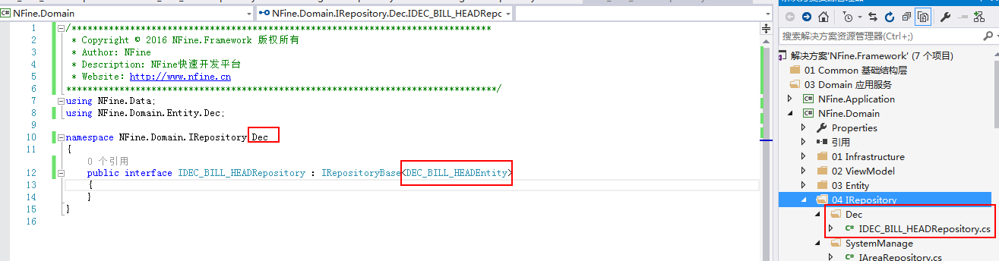 NFine.Domain
NFine.Domain.IRepository.Dec.IDEC_BILL_HEADRepc
1 /*******************************************************************************
2 * Copyright © 2016 NFine.Framework 版权所有
3 * Author: NFine
4 * Description: NFine快速开发平台
5 * Website：http://www.nfine.cn
6 *********************************************************************************/
7 using NFine.Data;
8 using NFine.Domain.Entity.Dec;
9
10 namespace NFine.Domain.IRepository.Dec
11 {
0 个引用
12 public interface IDEC_BILL_HEADRepository : IRepositoryBase<DEC_BILL_HEADEntity>
13 {
14 }
15 }
16
搜索解决方案资源管理器(Ctrl+;)
解决方案'NFine.Framework' (7 个项目)
01 Common 基础结构层
03 Domain 应用服务
C# NFine.Application
C# NFine.Domain
Properties
引用
01 Infrastructure
02 ViewModel
03 Entity
04 IRepository
Dec
C# IDEC_BILL_HEADRepository.cs
SystemManage
C# IAreaRepository.cs